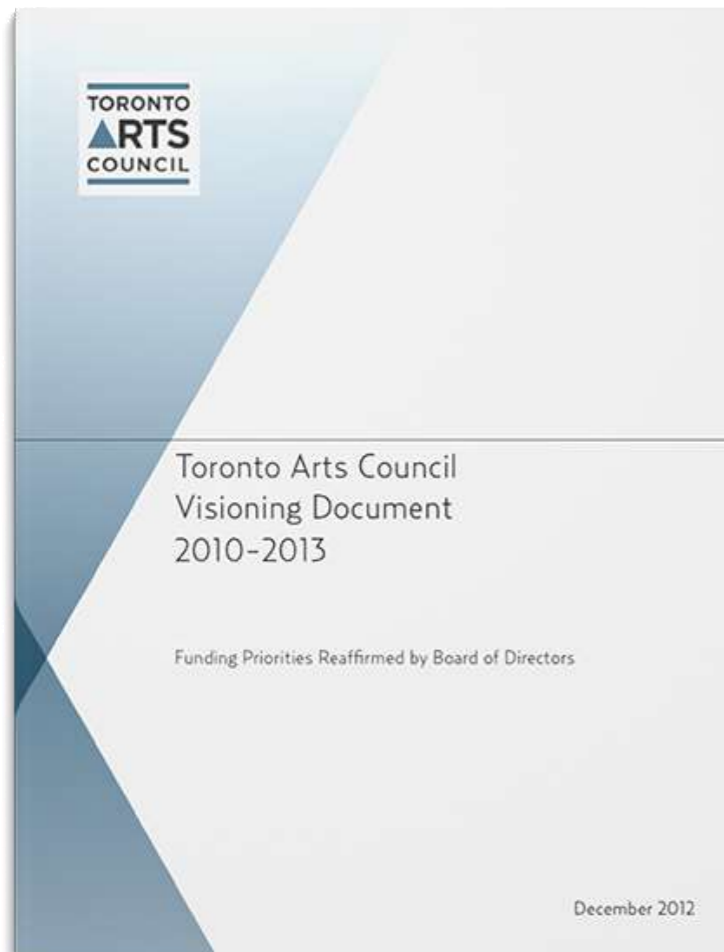 TORONTO
ARTS
COUNCIL
Toronto Arts Council
Visioning Document
2010-2013
Funding Priorities Reaffirmed by Board of Directors
December 2012